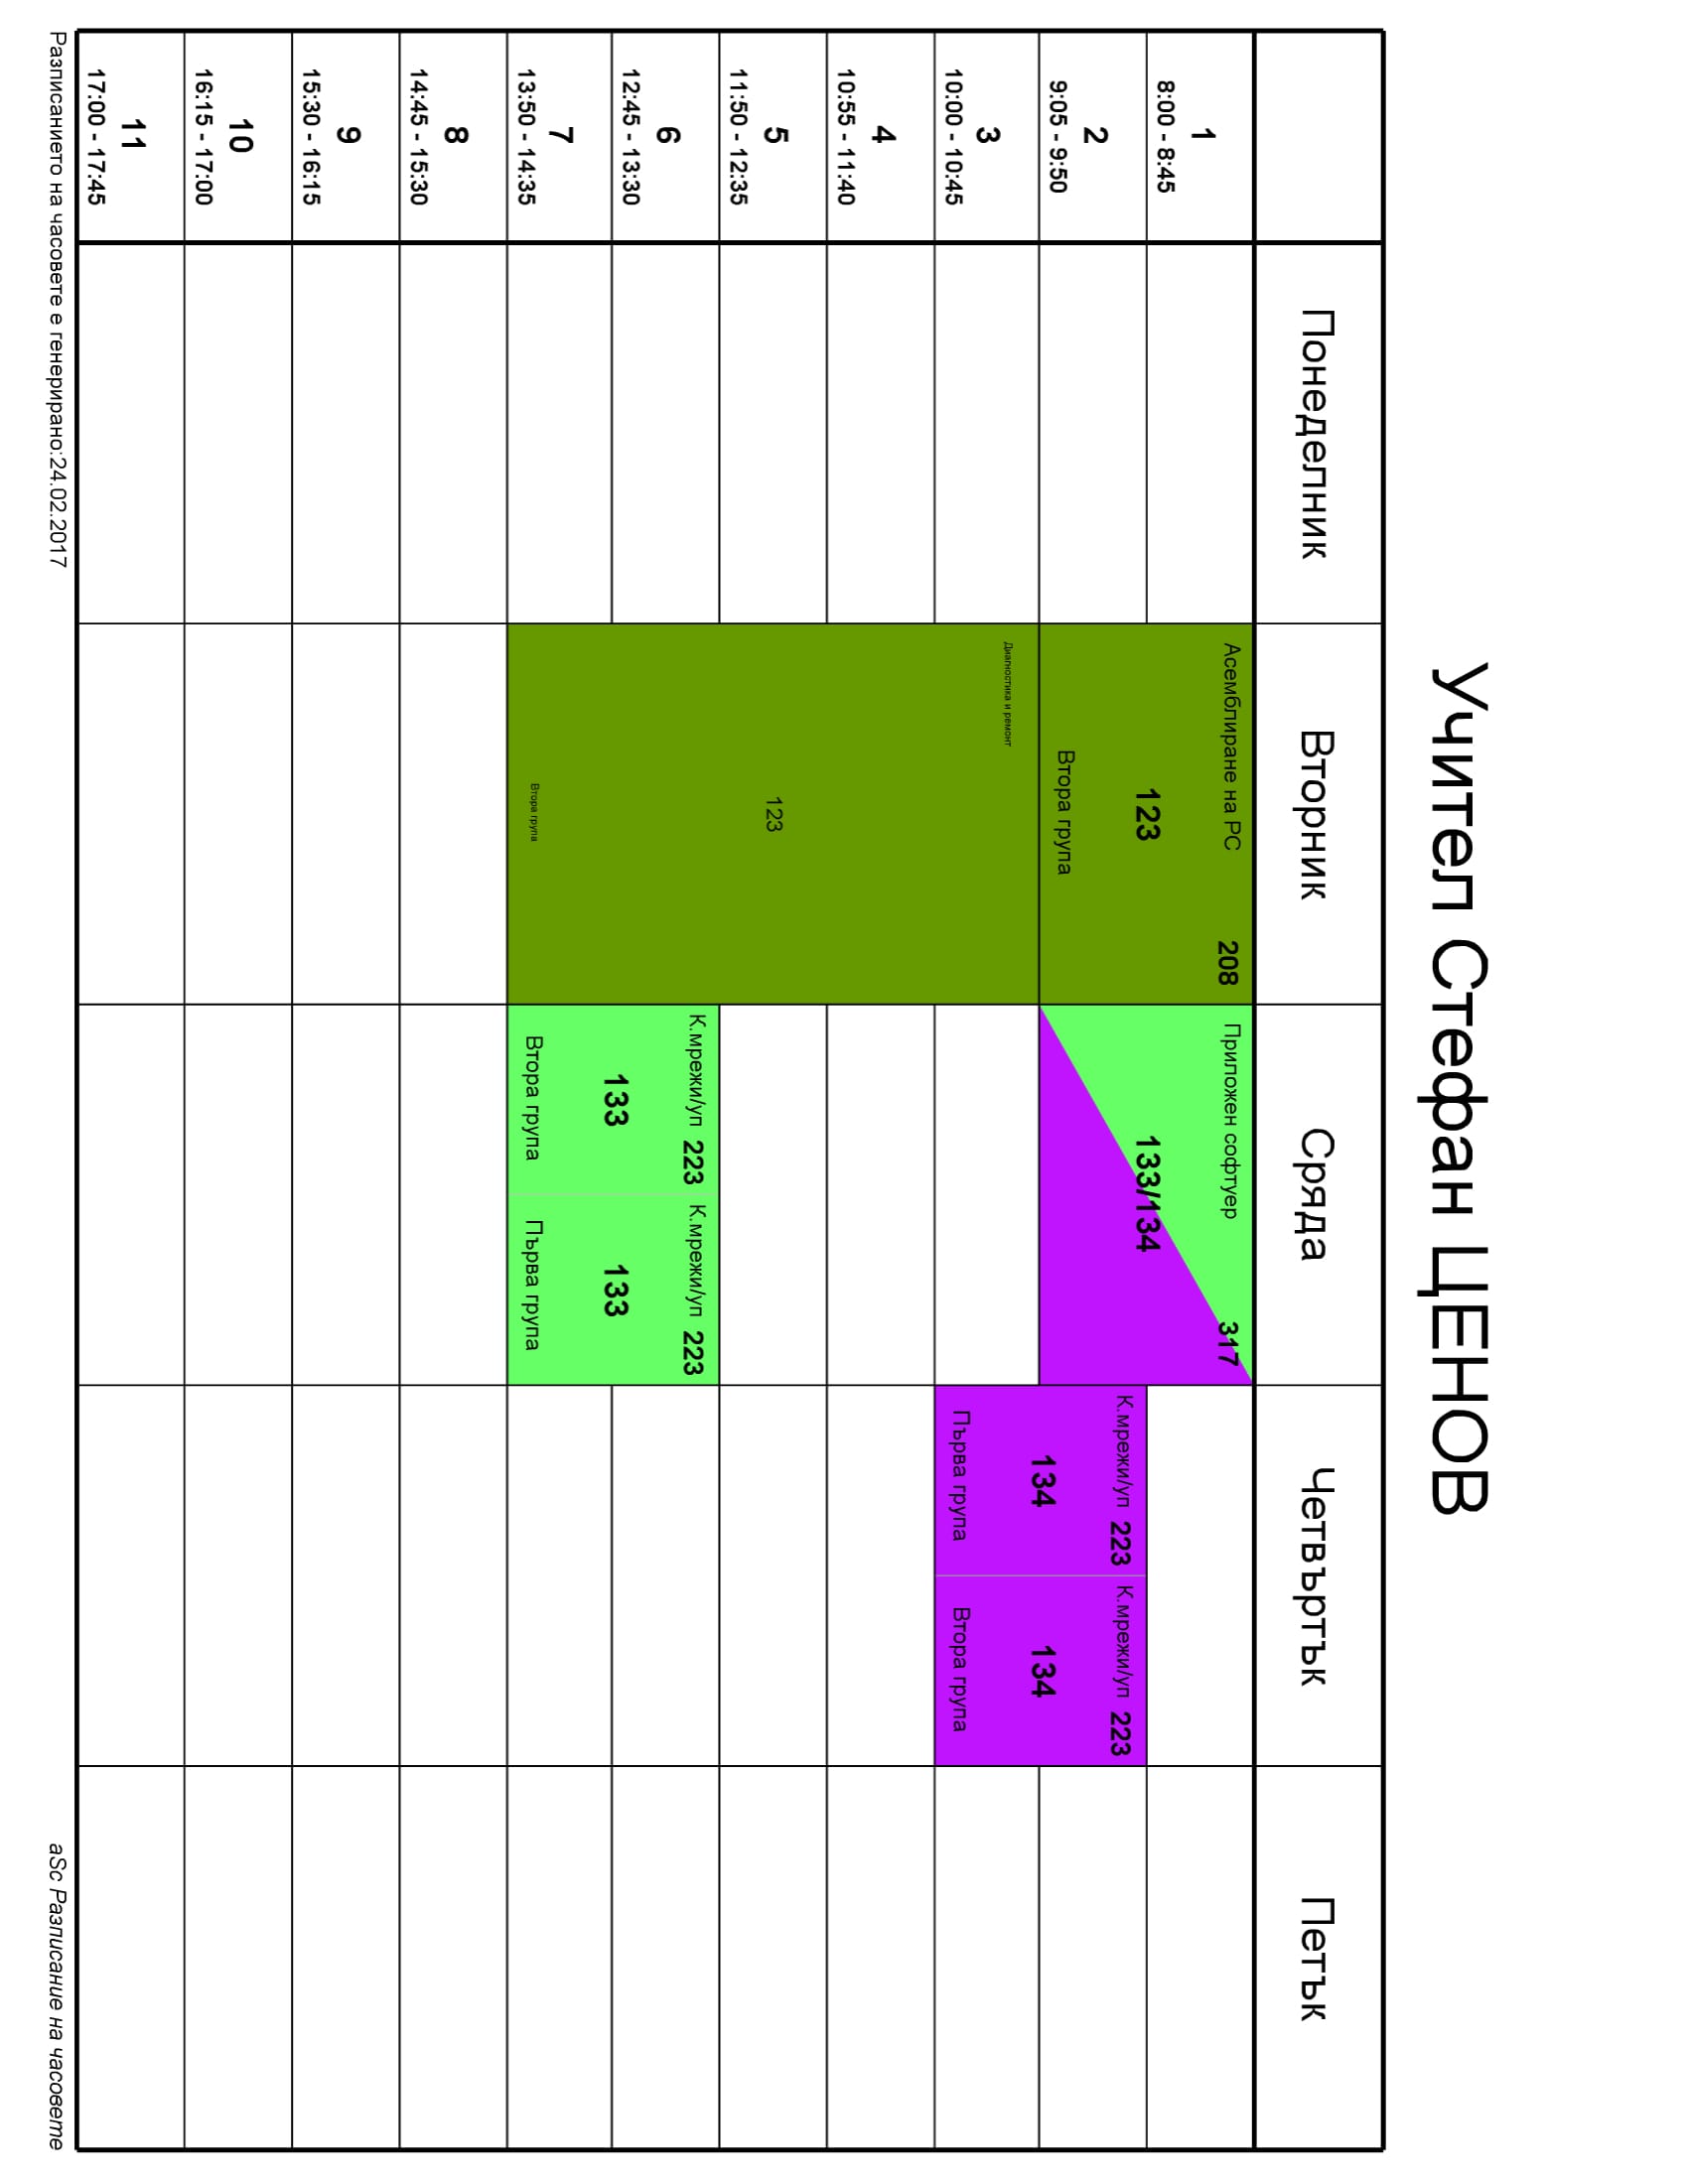 Учител Стефан ЦЕНОВ
Понеделник
Вторник
Сряда
Четвъртък
Петък
1
8:00 - 8:45
Асемблиране на PC
208
123
Втора група
Приложен софтуер
317
133/134
2
9:05 - 9:50
К.мрежи/уп 223
134
Първа група
К.мрежи/уп 223
134
Втора група
3
10:00 - 10:45
Диагностика и ремонт
123
Втора група
4
10:55 - 11:40
5
11:50 - 12:35
6
12:45 - 13:30
К.мрежи/уп 223
133
Втора група
К.мрежи/уп 223
133
Първа група
7
13:50 - 14:35
8
14:45 - 15:30
9
15:30 - 16:15
10
16:15 - 17:00
11
17:00 - 17:45
Разписанието на часовете е генерирано:24.02.2017
aSc Разписание на часовете